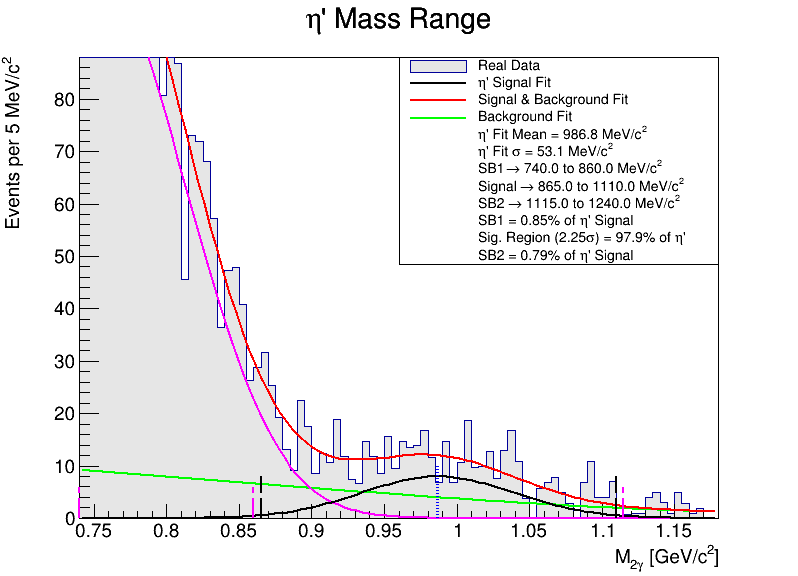 η' Mass Range
Events per 5 MeV/c²
80
70
60
50
40
30
20
10
0
Real Data
η' Signal Fit
Signal & Background Fit
Background Fit
η' Fit Mean = 986.8 MeV/c²
η' Fit σ = 53.1 MeV/c²
SB1 → 740.0 to 860.0 MeV/c²
Signal → 865.0 to 1110.0 MeV/c²
SB2 → 1115.0 to 1240.0 MeV/c²
SB1 = 0.85% of η' Signal
Sig. Region (2.25σ) = 97.9% of η'
SB2 = 0.79% of η' Signal
0.75 0.8 0.85 0.9 0.95 1 1.05 1.1 1.15
M₂γ [GeV/c²]